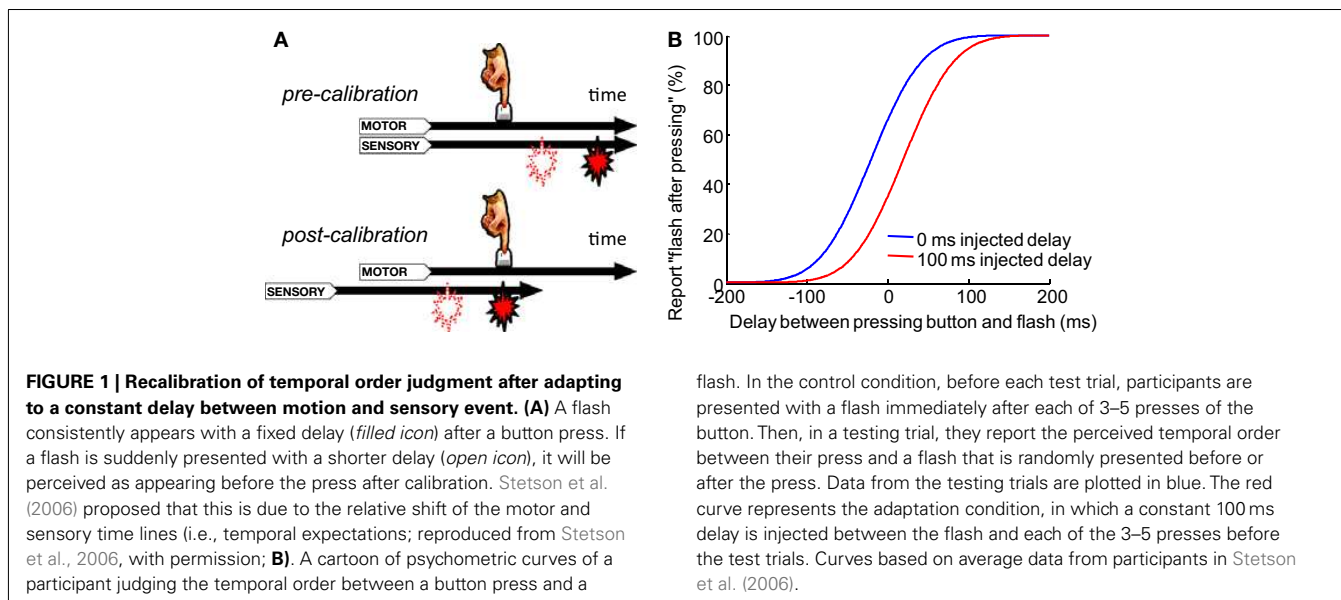 A
pre-calibration
time
MOTOR
SENSORY
post-calibration
time
MOTOR
SENSORY
B
Report "flash after pressing" (%)
100
80
60
40
20
0
0 ms injected delay
100 ms injected delay
-200
-100
0
100
200
Delay between pressing button and flash (ms)
FIGURE 1 | Recalibration of temporal order judgment after adapting
to a constant delay between motion and sensory event. (A) A flash
consistently appears with a fixed delay (filled icon) after a button press. If
a flash is suddenly presented with a shorter delay (open icon), it will be
perceived as appearing before the press after calibration. Stetson et al.
(2006) proposed that this is due to the relative shift of the motor and
sensory time lines (i.e., temporal expectations; reproduced from Stetson
et al., 2006, with permission; B). A cartoon of psychometric curves of a
participant judging the temporal order between a button press and a
flash. In the control condition, before each test trial, participants are
presented with a flash immediately after each of 3–5 presses of the
button. Then, in a testing trial, they report the perceived temporal order
between their press and a flash that is randomly presented before or
after the press. Data from the testing trials are plotted in blue. The red
curve represents the adaptation condition, in which a constant 100 ms
delay is injected between the flash and each of the 3–5 presses before
the test trials. Curves based on average data from participants in Stetson
et al. (2006).